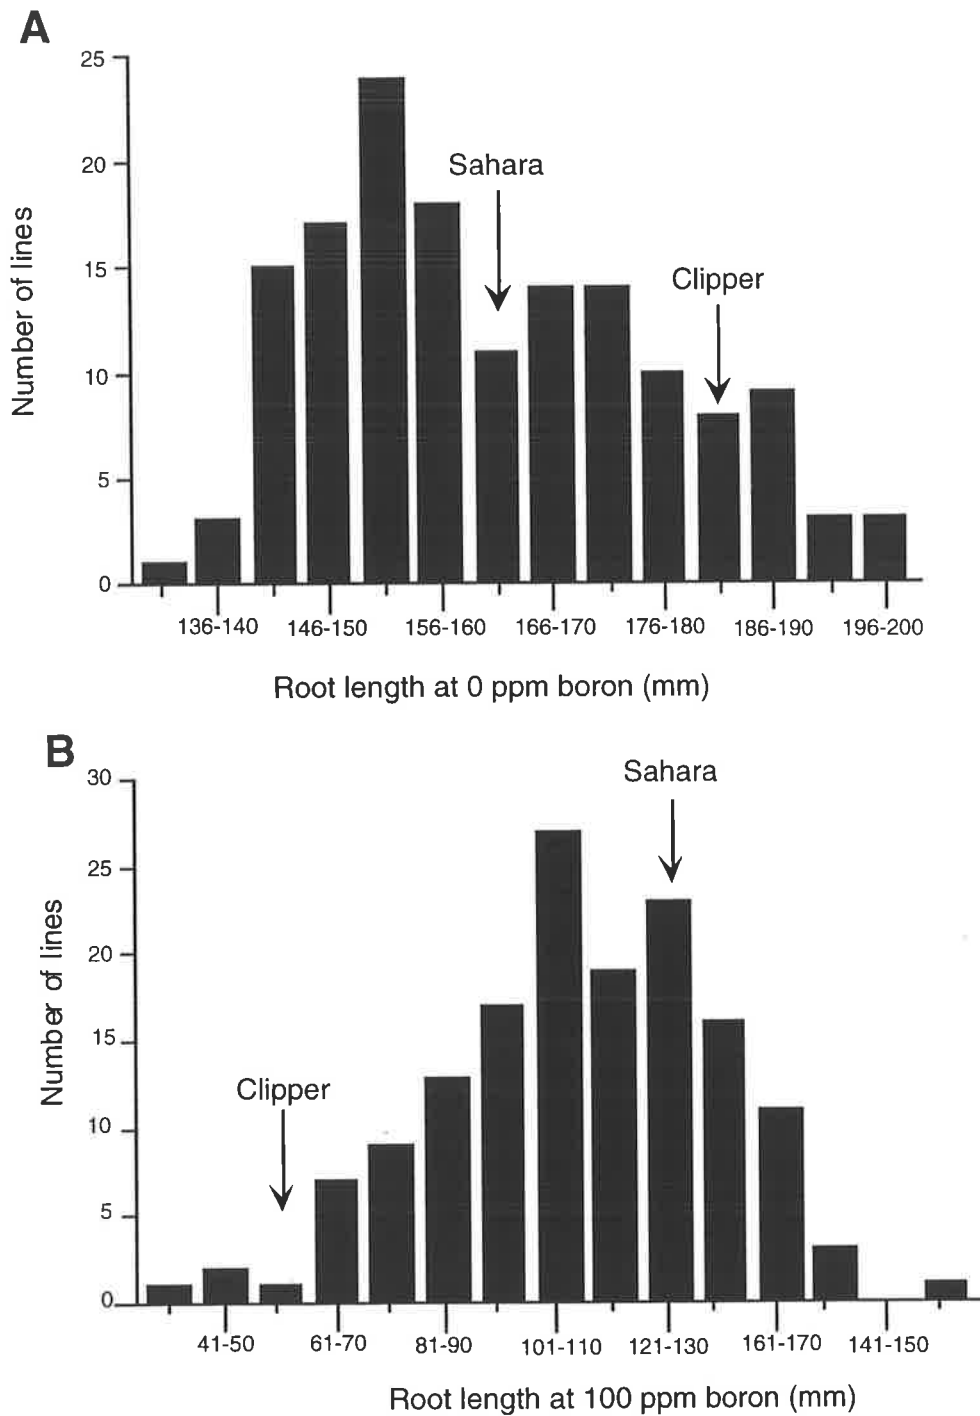 A
25
20
15
10
5
0
Number of lines
Sahara
Clipper
136-140 146-150 156-160 166-170 176-180 186-190 196-200
Root length at 0 ppm boron (mm)
B
30
25
20
15
10
5
0
Number of lines
Sahara
Clipper
41-50 61-70 81-90 101-110 121-130 161-170 141-150
Root length at 100 ppm boron (mm)